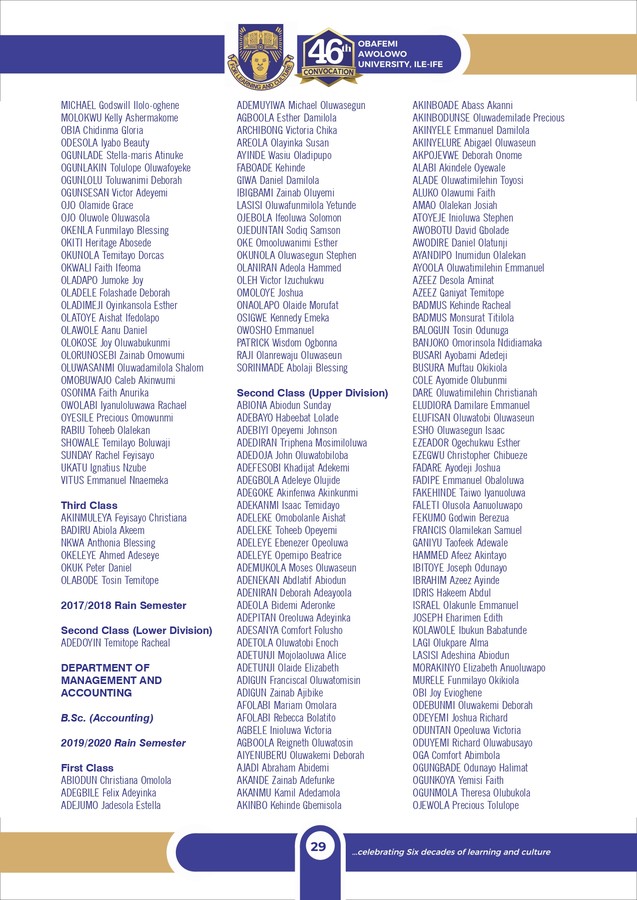 FOR LEARNING AND CULTURE
46th
CONVOCATION
OBAFEMI
AWOLOWO
UNIVERSITY, ILE-IFE
MICHAEL Godswill Ilolo-oghene
MOLOKWU Kelly Ashermakome
OBIA Chidinma Gloria
ODESOLA Iyabo Beauty
OGUNLADE Stella-maris Atinuke
OGUNLAKIN Tolulope Oluwafoyeke
OGUNLOLU Toluwanimi Deborah
OGUNSESAN Victor Adeyemi
OJO Olamide Grace
OJO Oluwole Oluwasola
OKENLA Funmilayo Blessing
OKITI Heritage Abosede
OKUNOLA Temitayo Dorcas
OKWALI Faith Ifeoma
OLADAPO Jumoke Joy
OLADELE Folashade Deborah
OLADIMEJI Oyinkansola Esther
OLATOYE Aishat Ifedolapo
OLAWOLE Aanu Daniel
OLOKOSE Joy Oluwabukunmi
OLORUNOSEBI Zainab Omowumi
OLUWASANMI Oluwadamilola Shalom
OMOBUWAJO Caleb Akinwumi
OSONMA Faith Anurika
OWOLABI Iyanuloluwawa Rachael
OYESILE Precious Omowunmi
RABIU Toheeb Olalekan
SHOWALE Temilayo Boluwaji
SUNDAY Rachel Feyisayo
UKATU Ignatius Nzube
VITUS Emmanuel Nnaemeka
Third Class
AKINMULEYA Feyisayo Christiana
BADIRU Abiola Akeem
NKWA Anthonia Blessing
OKELEYE Ahmed Adeseye
OKUK Peter Daniel
OLABODE Tosin Temitope
2017/2018 Rain Semester
Second Class (Lower Division)
ADEDOYIN Temitope Racheal
DEPARTMENT OF
MANAGEMENT AND
ACCOUNTING
B.Sc. (Accounting)
2019/2020 Rain Semester
First Class
ABIODUN Christiana Omolola
ADEGBILE Felix Adeyinka
ADEJUMO Jadesola Estella
ADEMUYIWA Michael Oluwasegun
AGBOOLA Esther Damilola
ARCHIBONG Victoria Chika
AREOLA Olayinka Susan
AYINDE Wasiu Oladipupo
FABOADE Kehinde
GIWA Daniel Damilola
IBIGBAMI Zainab Oluyemi
LASISI Oluwafunmilola Yetunde
OJEBOLA Ifeoluwa Solomon
OJEDUNTAN Sodiq Samson
OKE Omooluwanimi Esther
OKUNOLA Oluwasegun Stephen
OLANIRAN Adeola Hammed
OLEH Victor Izuchukwu
OMOLOYE Joshua
ONAOLAPO Olaide Morufat
OSIGWE Kennedy Emeka
OWOSHO Emmanuel
PATRICK Wisdom Ogbonna
RAJI Olanrewaju Oluwaseun
SORINMADE Abolaji Blessing
Second Class (Upper Division)
ABIONA Abiodun Sunday
ADEBAYO Habeebat Lolade
ADEBIYI Opeyemi Johnson
ADEDIRAN Triphena Mosimiloluwa
ADEDOJA John Oluwatobiloba
ADEFESOBI Khadijat Adekemi
ADEGBOLA Adeleye Olujide
ADEGOKE Akinfenwa Akinkunmi
ADEKANMI Isaac Temidayo
ADELEKE Omobolanle Aishat
ADELEKE Toheeb Opeyemi
ADELEYE Ebenezer Opeoluwa
ADELEYE Opemipo Beatrice
ADEMUKOLA Moses Oluwaseun
ADENEKAN Abdlatif Abiodun
ADENIRAN Deborah Adeayoola
ADEOLA Bidemi Aderonke
ADEPITAN Oreoluwa Adeyinka
ADESANYA Comfort Folusho
ADETOLA Oluwatobi Enoch
ADETUNJI Mojolaoluwa Alice
ADETUNJI Olaide Elizabeth
ADIGUN Franciscal Oluwatomisin
ADIGUN Zainab Ajibike
AFOLABI Mariam Omolara
AFOLABI Rebecca Bolatito
AGBELE Inioluwa Victoria
AGBOOLA Reigneth Oluwatosin
AIYENUBERU Oluwakemi Deborah
AJADI Abraham Abidemi
AKANDE Zainab Adefunke
AKANMU Kamil Adedamola
AKINBO Kehinde Gbemisola
AKINBOADE Abass Akanni
AKINBODUNSE Oluwademilade Precious
AKINYELE Emmanuel Damilola
AKINYELURE Abigael Oluwaseun
AKPOJEVWE Deborah Onome
ALABI Akindele Oyewale
ALADE Oluwatimilehin Toyosi
ALUKO Olawumi Faith
AMAO Olalekan Josiah
ATOYEJE Inioluwa Stephen
AWOBOTU David Gbolade
AWODIRE Daniel Olatunji
AYANDIPO Inumidun Olalekan
AYOOLA Oluwatimilehin Emmanuel
AZEEZ Desola Aminat
AZEEZ Ganiyat Temitope
BADMUS Kehinde Racheal
BADMUS Monsurat Titilola
BALOGUN Tosin Odunuga
BANJOKO Omorinsola Ndidiamaka
BUSARI Ayobami Adedeji
BUSURA Muftau Okikiola
COLE Ayomide Olubunmi
DARE Oluwatimilehin Christianah
ELUDIORA Damilare Emmanuel
ELUFISAN Oluwatobi Oluwaseun
ESHO Oluwasegun Isaac
EZEADOR Ogechukwu Esther
EZEGWU Christopher Chibueze
FADARE Ayodeji Joshua
FADIPE Emmanuel Obaloluwa
FAKEHINDE Taiwo Iyanuoluwa
FALETI Olusola Aanuoluwapo
FEKUMO Godwin Berezua
FRANCIS Olamilekan Samuel
GANIYU Taofeek Adewale
HAMMED Afeez Akintayo
IBITOYE Joseph Odunayo
IBRAHIM Azeez Ayinde
IDRIS Hakeem Abdul
ISRAEL Olakunle Emmanuel
JOSEPH Eharimen Edith
KOLAWOLE Ibukun Babatunde
LAGI Olukpare Alma
LASISI Adeshina Abiodun
MORAKINYO Elizabeth Anuoluwapo
MURELE Funmilayo Okikiola
OBI Joy Evioghene
ODEBUNMI Oluwakemi Deborah
ODEYEMI Joshua Richard
ODUNTAN Opeoluwa Victoria
ODUYEMI Richard Oluwabusayo
OGA Comfort Abimbola
OGUNGBADE Odunayo Halimat
OGUNKOYA Yemisi Faith
OGUNMOLA Theresa Olubukola
OJEWOLA Precious Tolulope
29
...celebrating Six decades of learning and culture